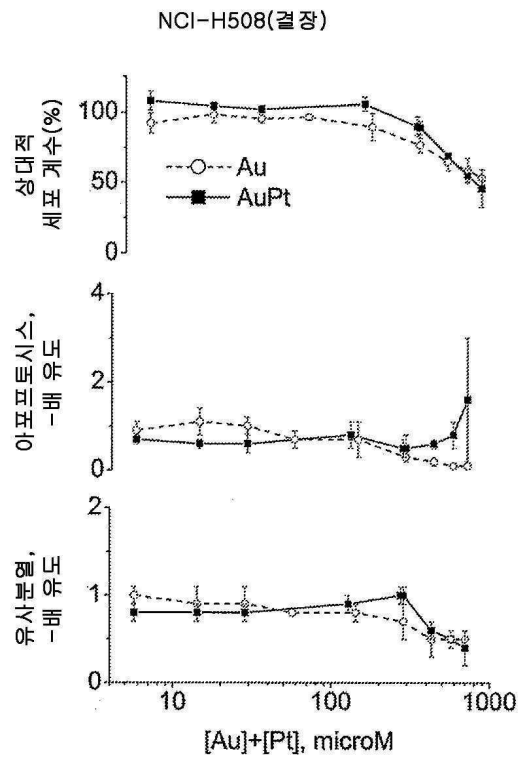 NCI-H508(결장)
상대적
세포 계수(%)
100
50
0
Au
AuPt
아포프토시스,
-배 유도
4
2
0
유사분열,
-배 유도
2
1
0
10
100
1000
[Au]+[Pt], microM